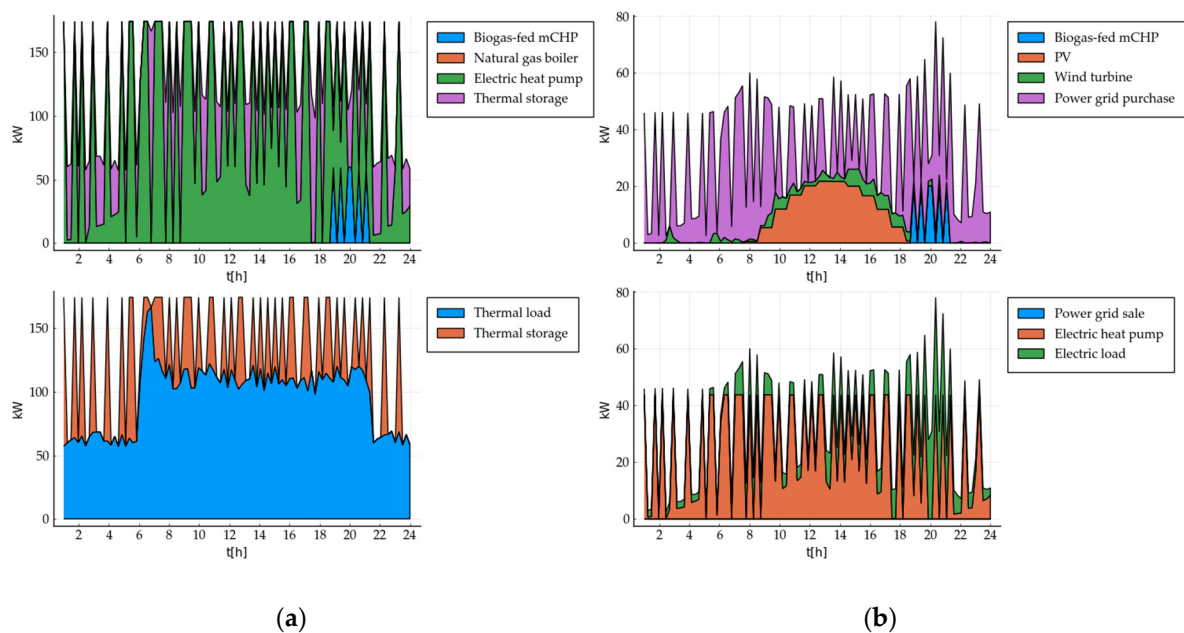 150
100
50
0
kW
2 4 6 8 10 12 14 16 18 20 22 24
t[h]
Biogas-fed mCHP
Natural gas boiler
Electric heat pump
Thermal storage
80
60
40
20
0
kW
2 4 6 8 10 12 14 16 18 20 22 24
t[h]
Biogas-fed mCHP
PV
Wind turbine
Power grid purchase
150
100
50
0
kW
2 4 6 8 10 12 14 16 18 20 22 24
t[h]
Thermal load
Thermal storage
80
60
40
20
0
kW
2 4 6 8 10 12 14 16 18 20 22 24
t[h]
Power grid sale
Electric heat pump
Electric load
(a)
(b)